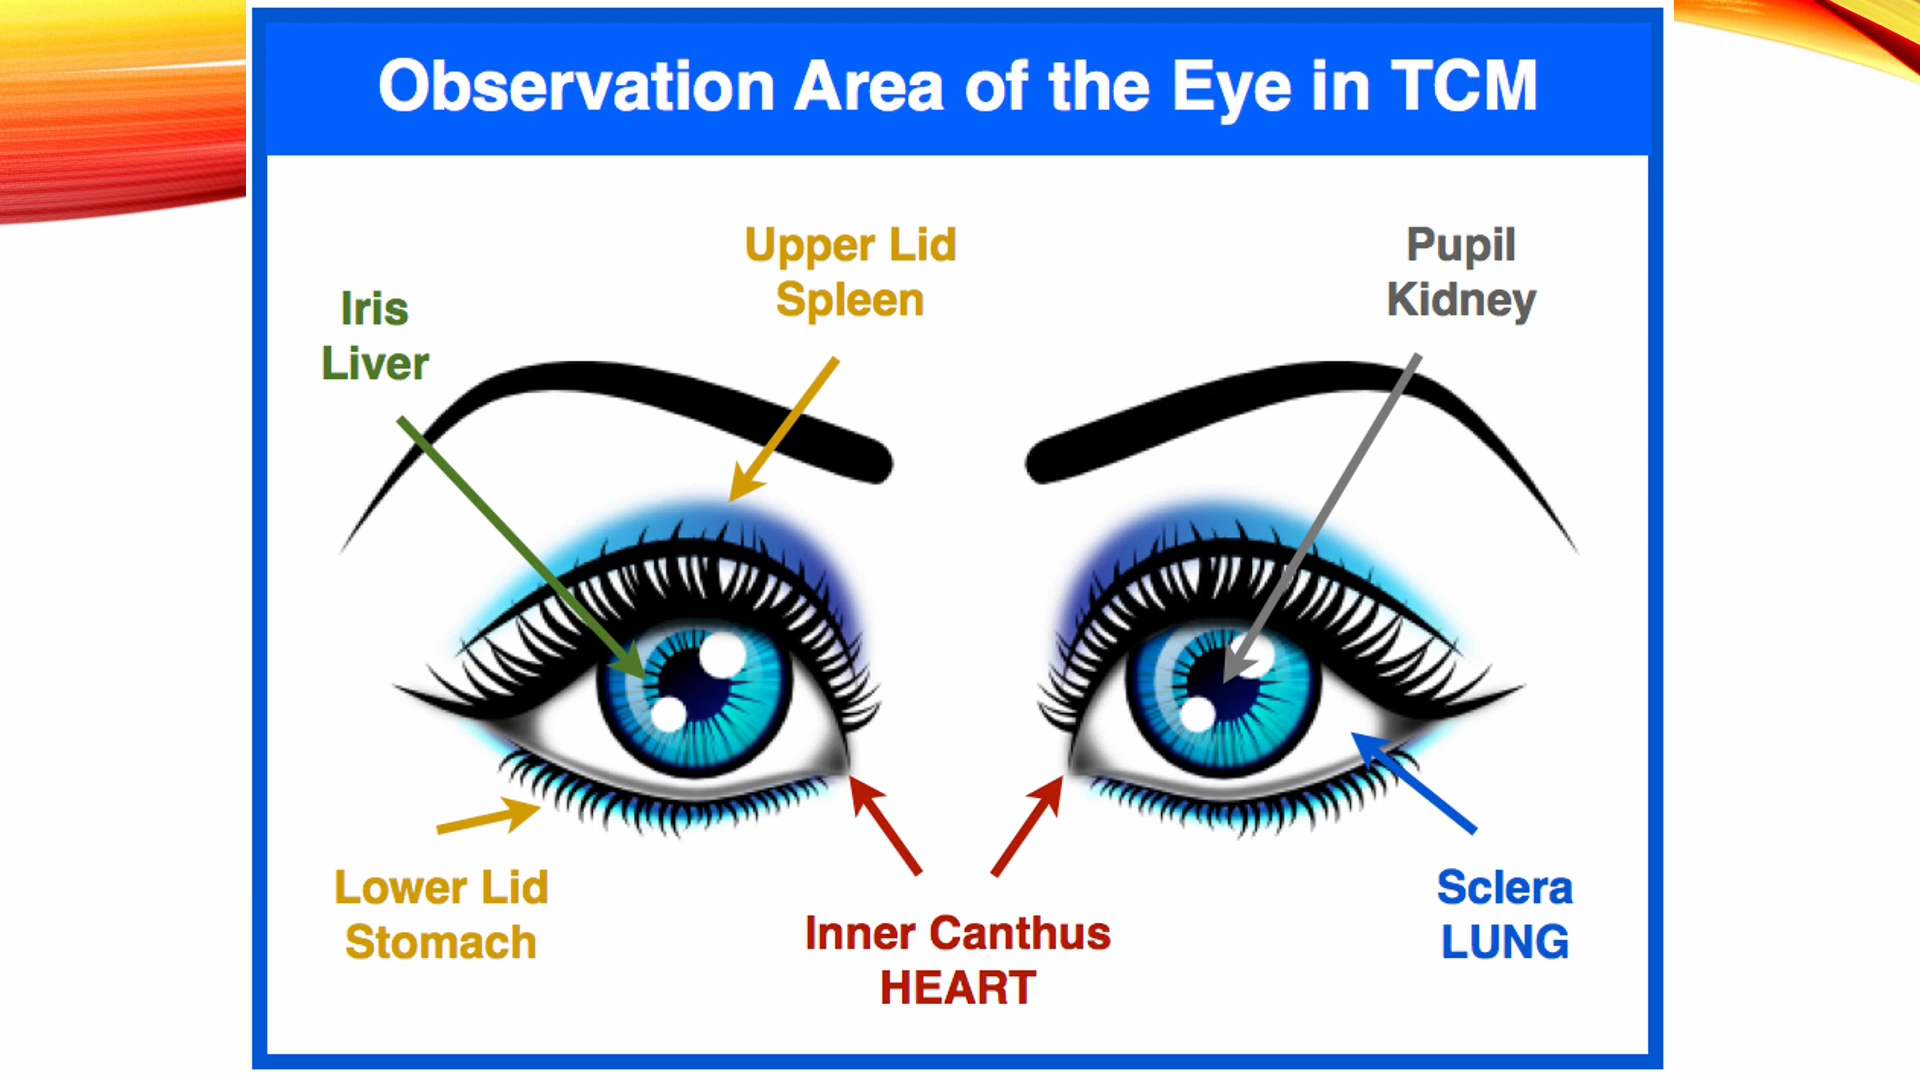 Observation Area of the Eye in TCM
Upper Lid
Spleen
Pupil
Kidney
Iris
Liver
Lower Lid
Stomach
Inner Canthus
HEART
Sclera
LUNG